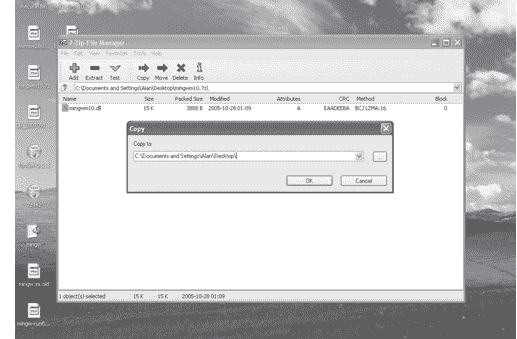 7-Zip File Manager
File Edit View Favorites Tools Help
Add Extract Test Copy Move Delete Info
C:\Documents and Settings\Alan\Desktop\mingwm10.7z\
Name Size Packed Size Modified Attributes CRC Method Block
mingwm10.dll 15 K 3888 B 2005-10-28 01:09 A EAADEEBA BCJ LZMA:16 0
Copy
Copy to
C:\Documents and Settings\Alan\Desktop\
...
OK Cancel
1 object(s) selected 15 K 15 K 2005-10-28 01:09